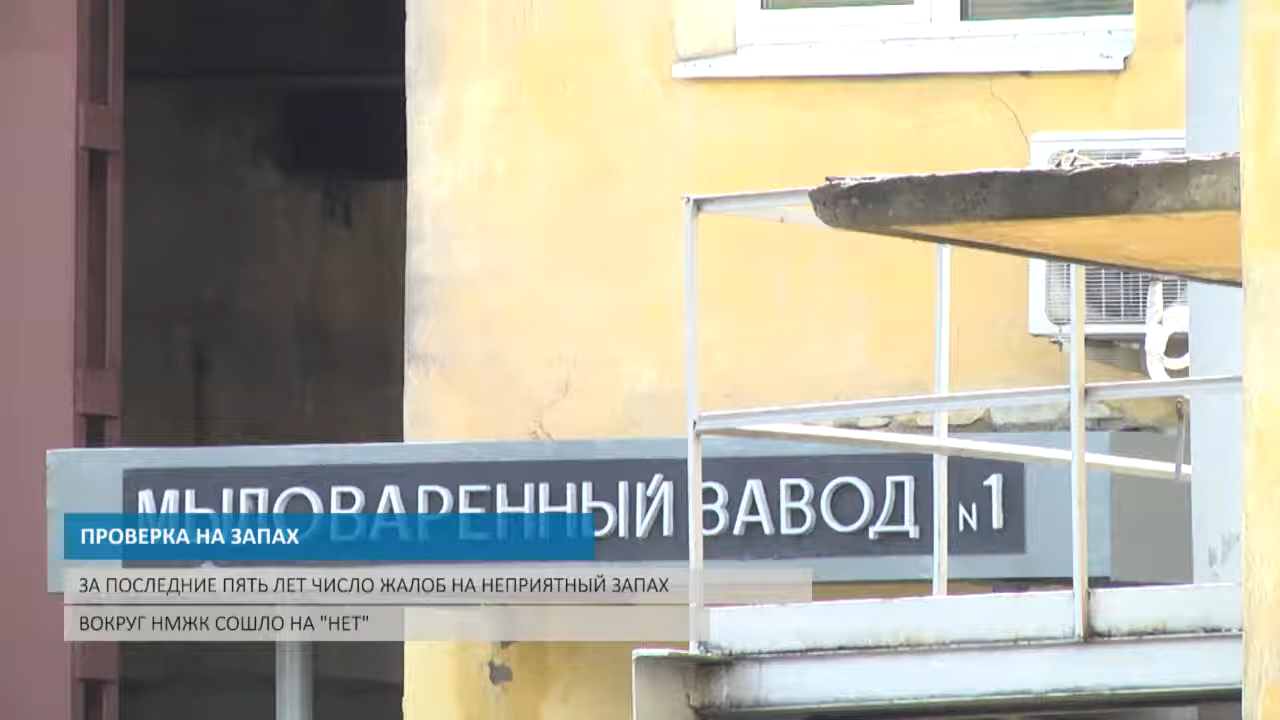 МЫЛОВАРЕННЫЙ ЗАВОД N1
ПРОВЕРКА НА ЗАПАХ
ЗА ПОСЛЕДНИЕ ПЯТЬ ЛЕТ ЧИСЛО ЖАЛОБ НА НЕПРИЯТНЫЙ ЗАПАХ
ВОКРУГ НМЖК СОШЛО НА "НЕТ"